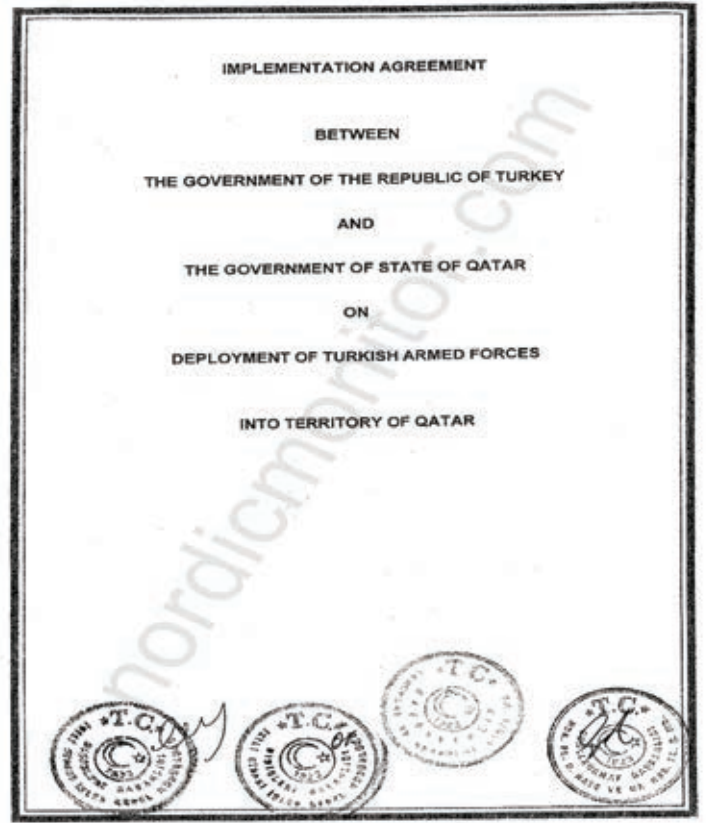 IMPLEMENTATION AGREEMENT
BETWEEN
THE GOVERNMENT OF THE REPUBLIC OF TURKEY
AND
THE GOVERNMENT OF STATE OF QATAR
ON
DEPLOYMENT OF TURKISH ARMED FORCES
INTO TERRITORY OF QATAR
nordicmonitor.com
T.C.
T.C.
T.C.
T.C.